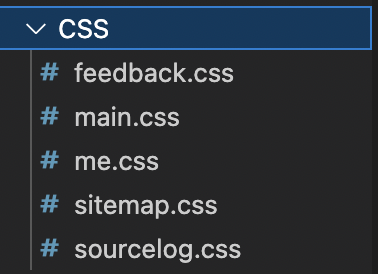 CSS
# feedback.css
# main.css
# me.css
# sitemap.css
# sourcelog.css